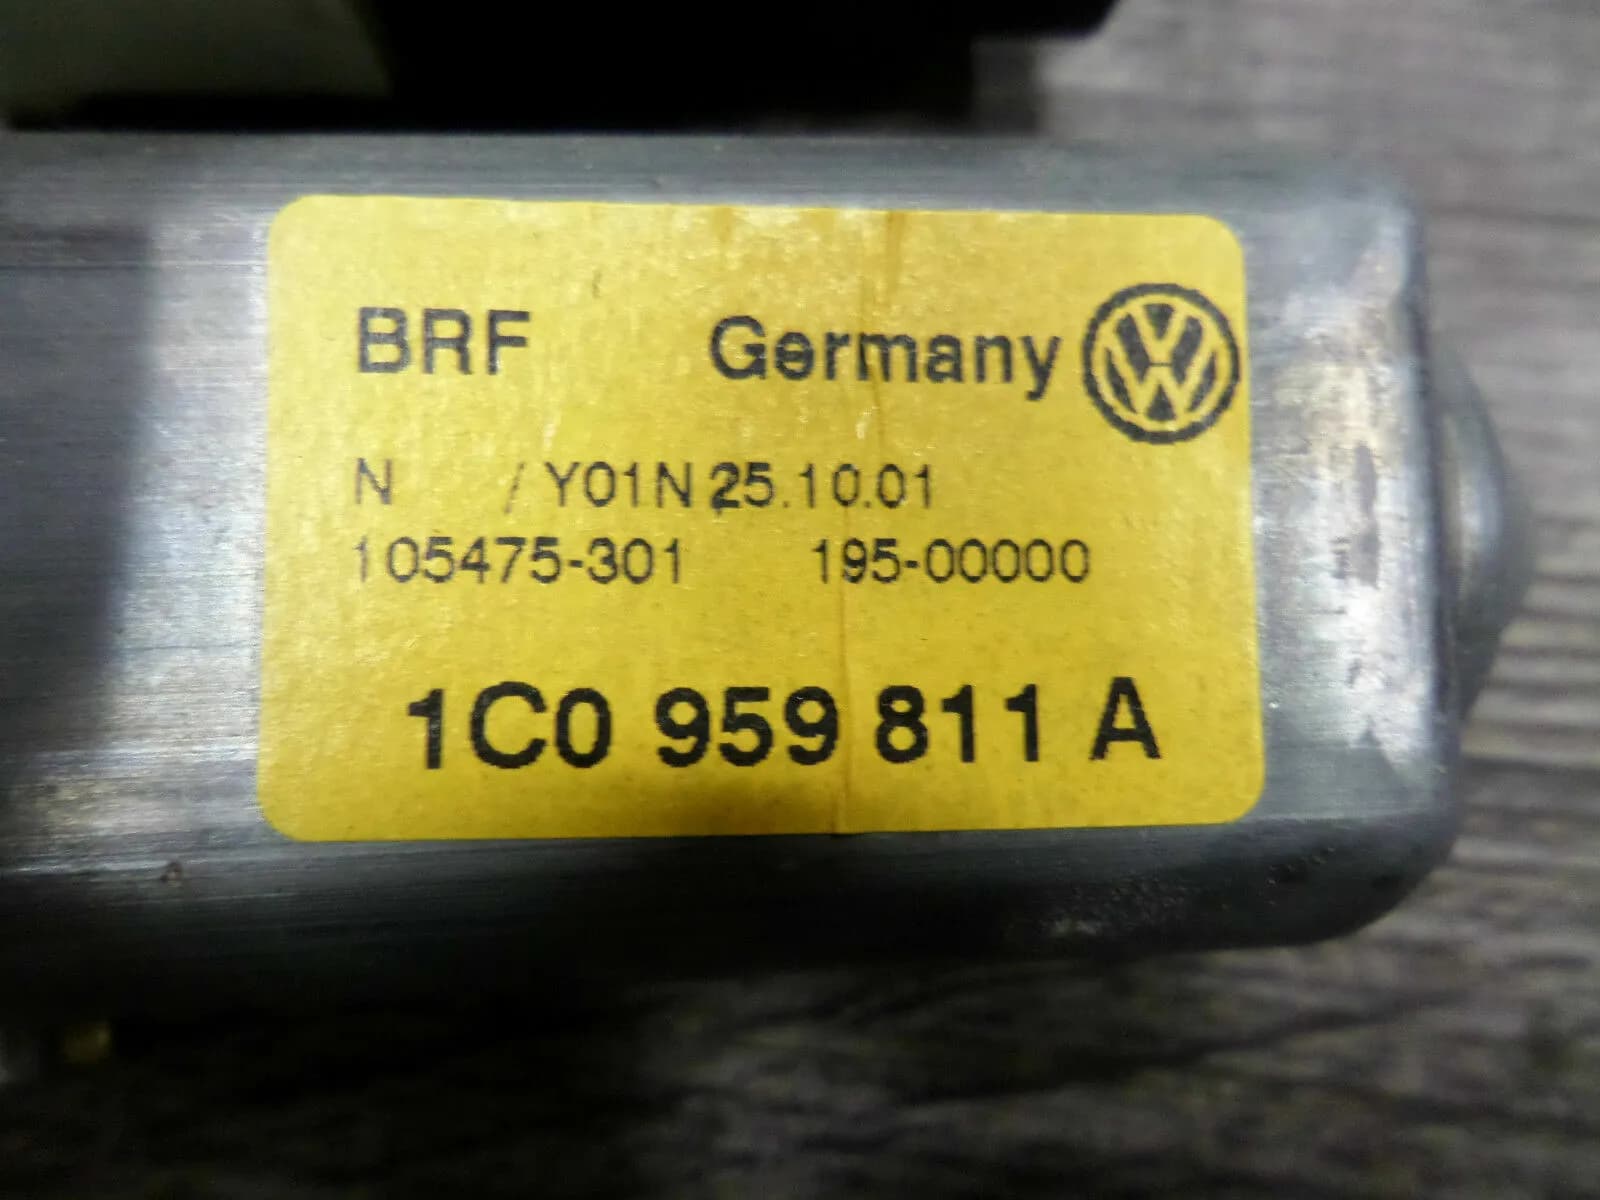 BRF Germany
N / Y01N 25.10.01
105475-301 195-00000
1C0 959 811 A